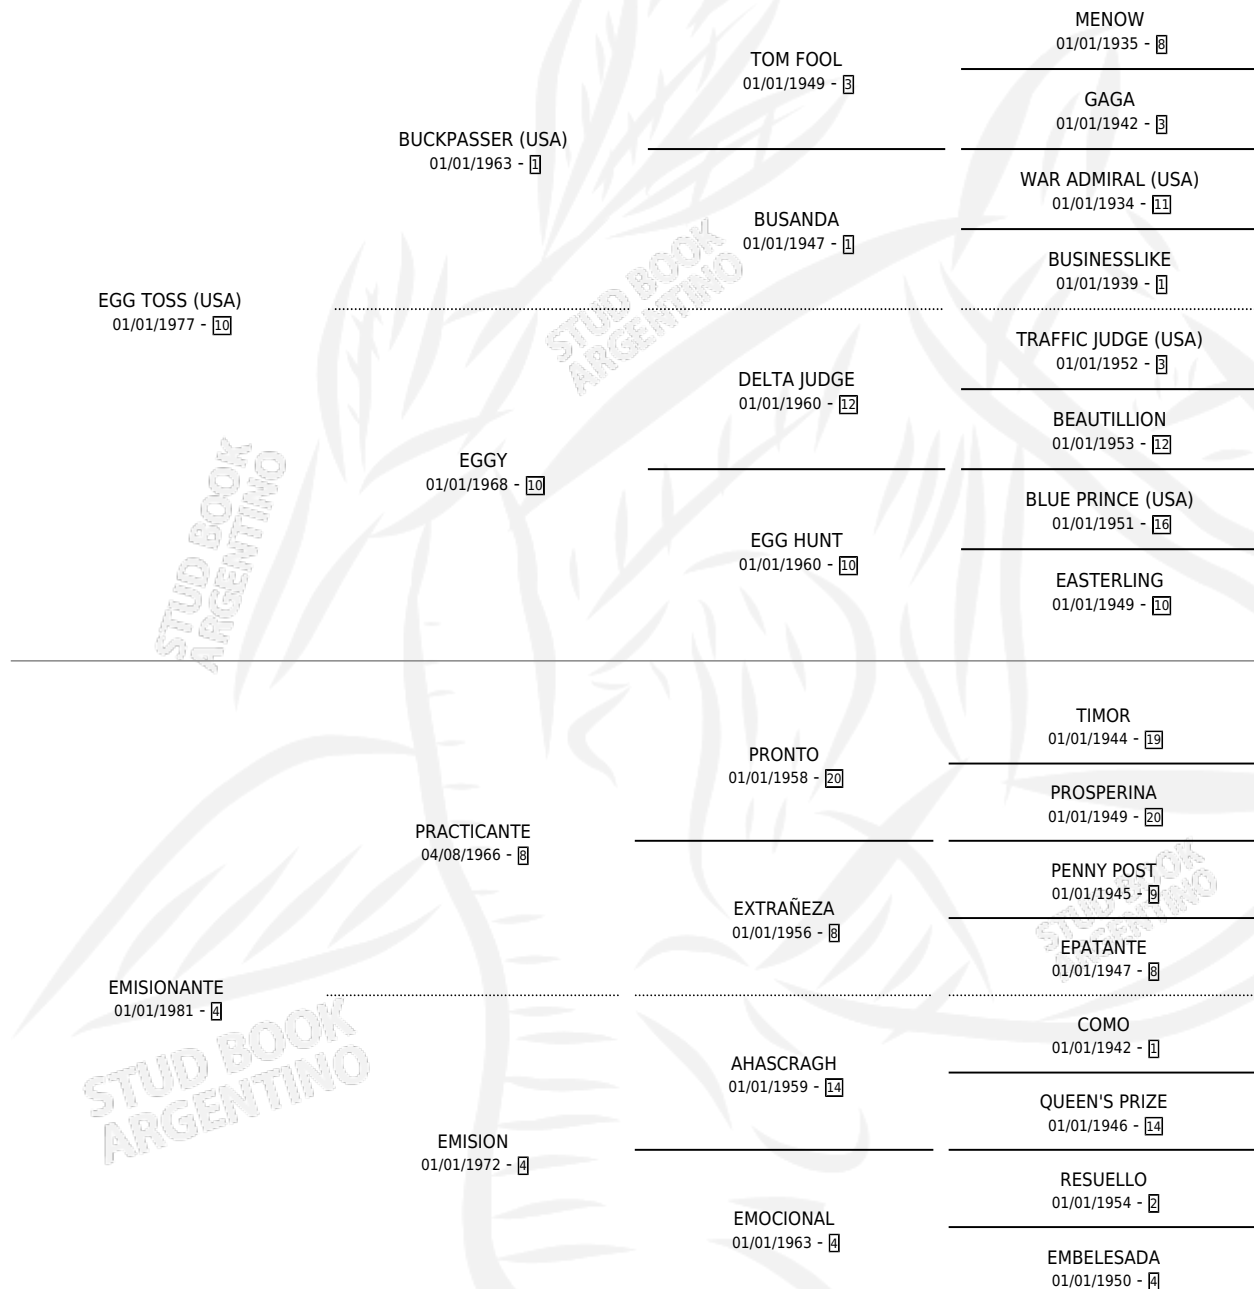 MENOW
01/01/1935 - 8
TOM FOOL
01/01/1949 - 3
GAGA
01/01/1942 - 3
BUCKPASSER (USA)
01/01/1963 - 1
WAR ADMIRAL (USA)
01/01/1934 - 11
BUSANDA
01/01/1947 - 1
BUSINESSLIKE
01/01/1939 - 1
EGG TOSS (USA)
01/01/1977 - 10
TRAFFIC JUDGE (USA)
01/01/1952 - 3
DELTA JUDGE
01/01/1960 - 12
BEAUTILLION
01/01/1953 - 12
EGGY
01/01/1968 - 10
BLUE PRINCE (USA)
01/01/1951 - 16
EGG HUNT
01/01/1960 - 10
EASTERLING
01/01/1949 - 10
TIMOR
01/01/1944 - 19
PRONTO
01/01/1958 - 20
PROSPERINA
01/01/1949 - 20
PRACTICANTE
04/08/1966 - 8
PENNY POST
01/01/1945 - 9
EXTRAÑEZA
01/01/1956 - 8
EPATANTE
01/01/1947 - 8
EMISIONANTE
01/01/1981 - 4
COMO
01/01/1942 - 1
AHASCRAGH
01/01/1959 - 14
QUEEN'S PRIZE
01/01/1946 - 14
EMISION
01/01/1972 - 4
RESUELLO
01/01/1954 - 2
EMOCIONAL
01/01/1963 - 4
EMBELESADA
01/01/1950 - 4
STUD BOOK
ARGENTINO
STUD BOOK
ARGENTINO
STUD BOOK
ARGENTINO
STUD BOOK
ARGENTINO